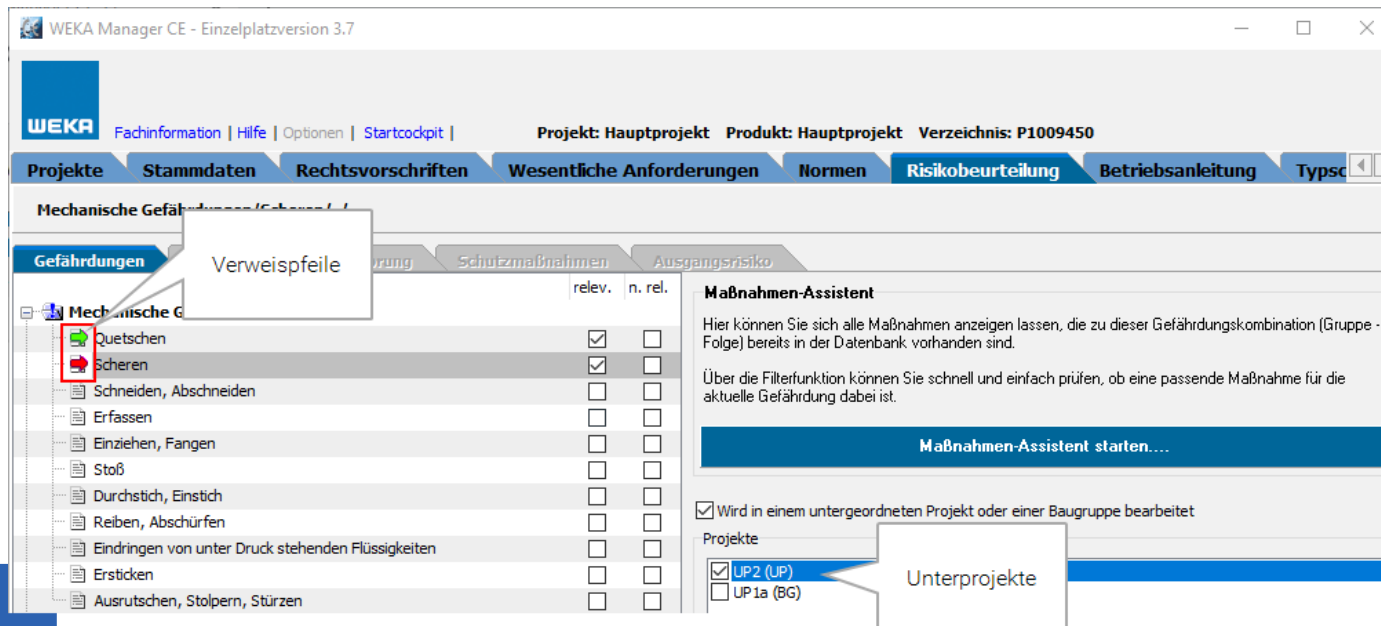 WEKA Manager CE - Einzelplatzversion 3.7
WEKA
Fachinformation | Hilfe | Optionen | Startcockpit |
Projekt: Hauptprojekt Produkt: Hauptprojekt Verzeichnis: P1009450
Projekte Stammdaten Rechtsvorschriften Wesentliche Anforderungen Normen Risikobeurteilung Betriebsanleitung Typsc
Mechanische
Gefährdungen Schutzmaßnahmen Ausgangsrisiko
Verweispfeile
relev. n. rel.
Mechanische G
Quetschen
Scheren
Schneiden, Abschneiden
Erfassen
Einziehen, Fangen
Stoß
Durchstich, Einstich
Reiben, Abschürfen
Eindringen von unter Druck stehenden Flüssigkeiten
Ersticken
Ausrutschen, Stolpern, Stürzen
Maßnahmen-Assistent
Hier können Sie sich alle Maßnahmen anzeigen lassen, die zu dieser Gefährdungskombination (Gruppe -
Folge) bereits in der Datenbank vorhanden sind.
Über die Filterfunktion können Sie schnell und einfach prüfen, ob eine passende Maßnahme für die
aktuelle Gefährdung dabei ist.
Maßnahmen-Assistent starten....
Wird in einem untergeordneten Projekt oder einer Baugruppe bearbeitet
Projekte
UP2 (UP)
UP1a (BG)
Unterprojekte